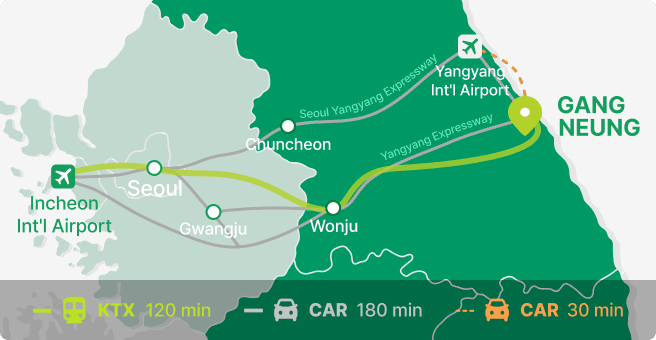 Seoul Yangyang Expressway
Yangyang
Int'l Airport
GANG
NEUNG
Chuncheon
Yangyang Expressway
Seoul
Incheon
Int'l Airport
Gwangju
Wonju
KTX 120 min
CAR 180 min
CAR 30 min